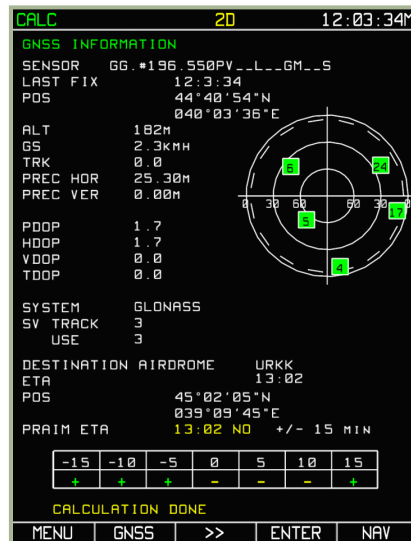 CALC 2D 12:03:34M
GNSS INFORMATION
SENSOR GG.#196.550PV__L__GM__S
LAST FIX 12:3:34
POS 44°40'54"N
040°03'36"E
ALT 182M
GS 2.3KMH
TRK 0.0
PREC HOR 25.30M
PREC VER 0.00M
6 24
0 30 60 60 30 0
17
5
4
PDOP 1.7
HDOP 1.7
VDOP 0.0
TDOP 0.0
SYSTEM GLONASS
SV TRACK 3
USE 3
DESTINATION AIRDROME URKK
ETA 13:02
POS 45°02'05"N
039°09'45"E
PRAIM ETA 13:02 NO +/- 15 MIN
-15 -10 -5 0 5 10 15
+ + + - - - +
CALCULATION DONE
MENU GNSS >> ENTER NAV